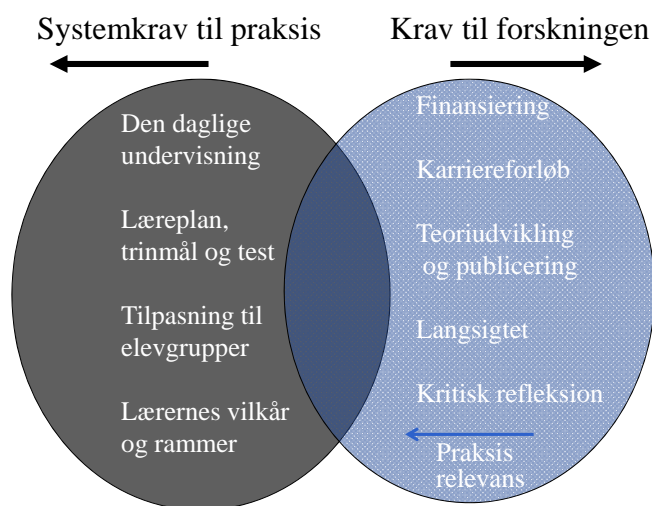 Systemkrav til praksis
Krav til forskningen
Den daglige
undervisning
Læreplan,
trinmål og test
Tilpasning til
elevgrupper
Lærernes vilkår
og rammer
Finansiering
Karriereforløb
Teoriudvikling
og publicering
Langsigtet
Kritisk refleksion
Praksis
relevans